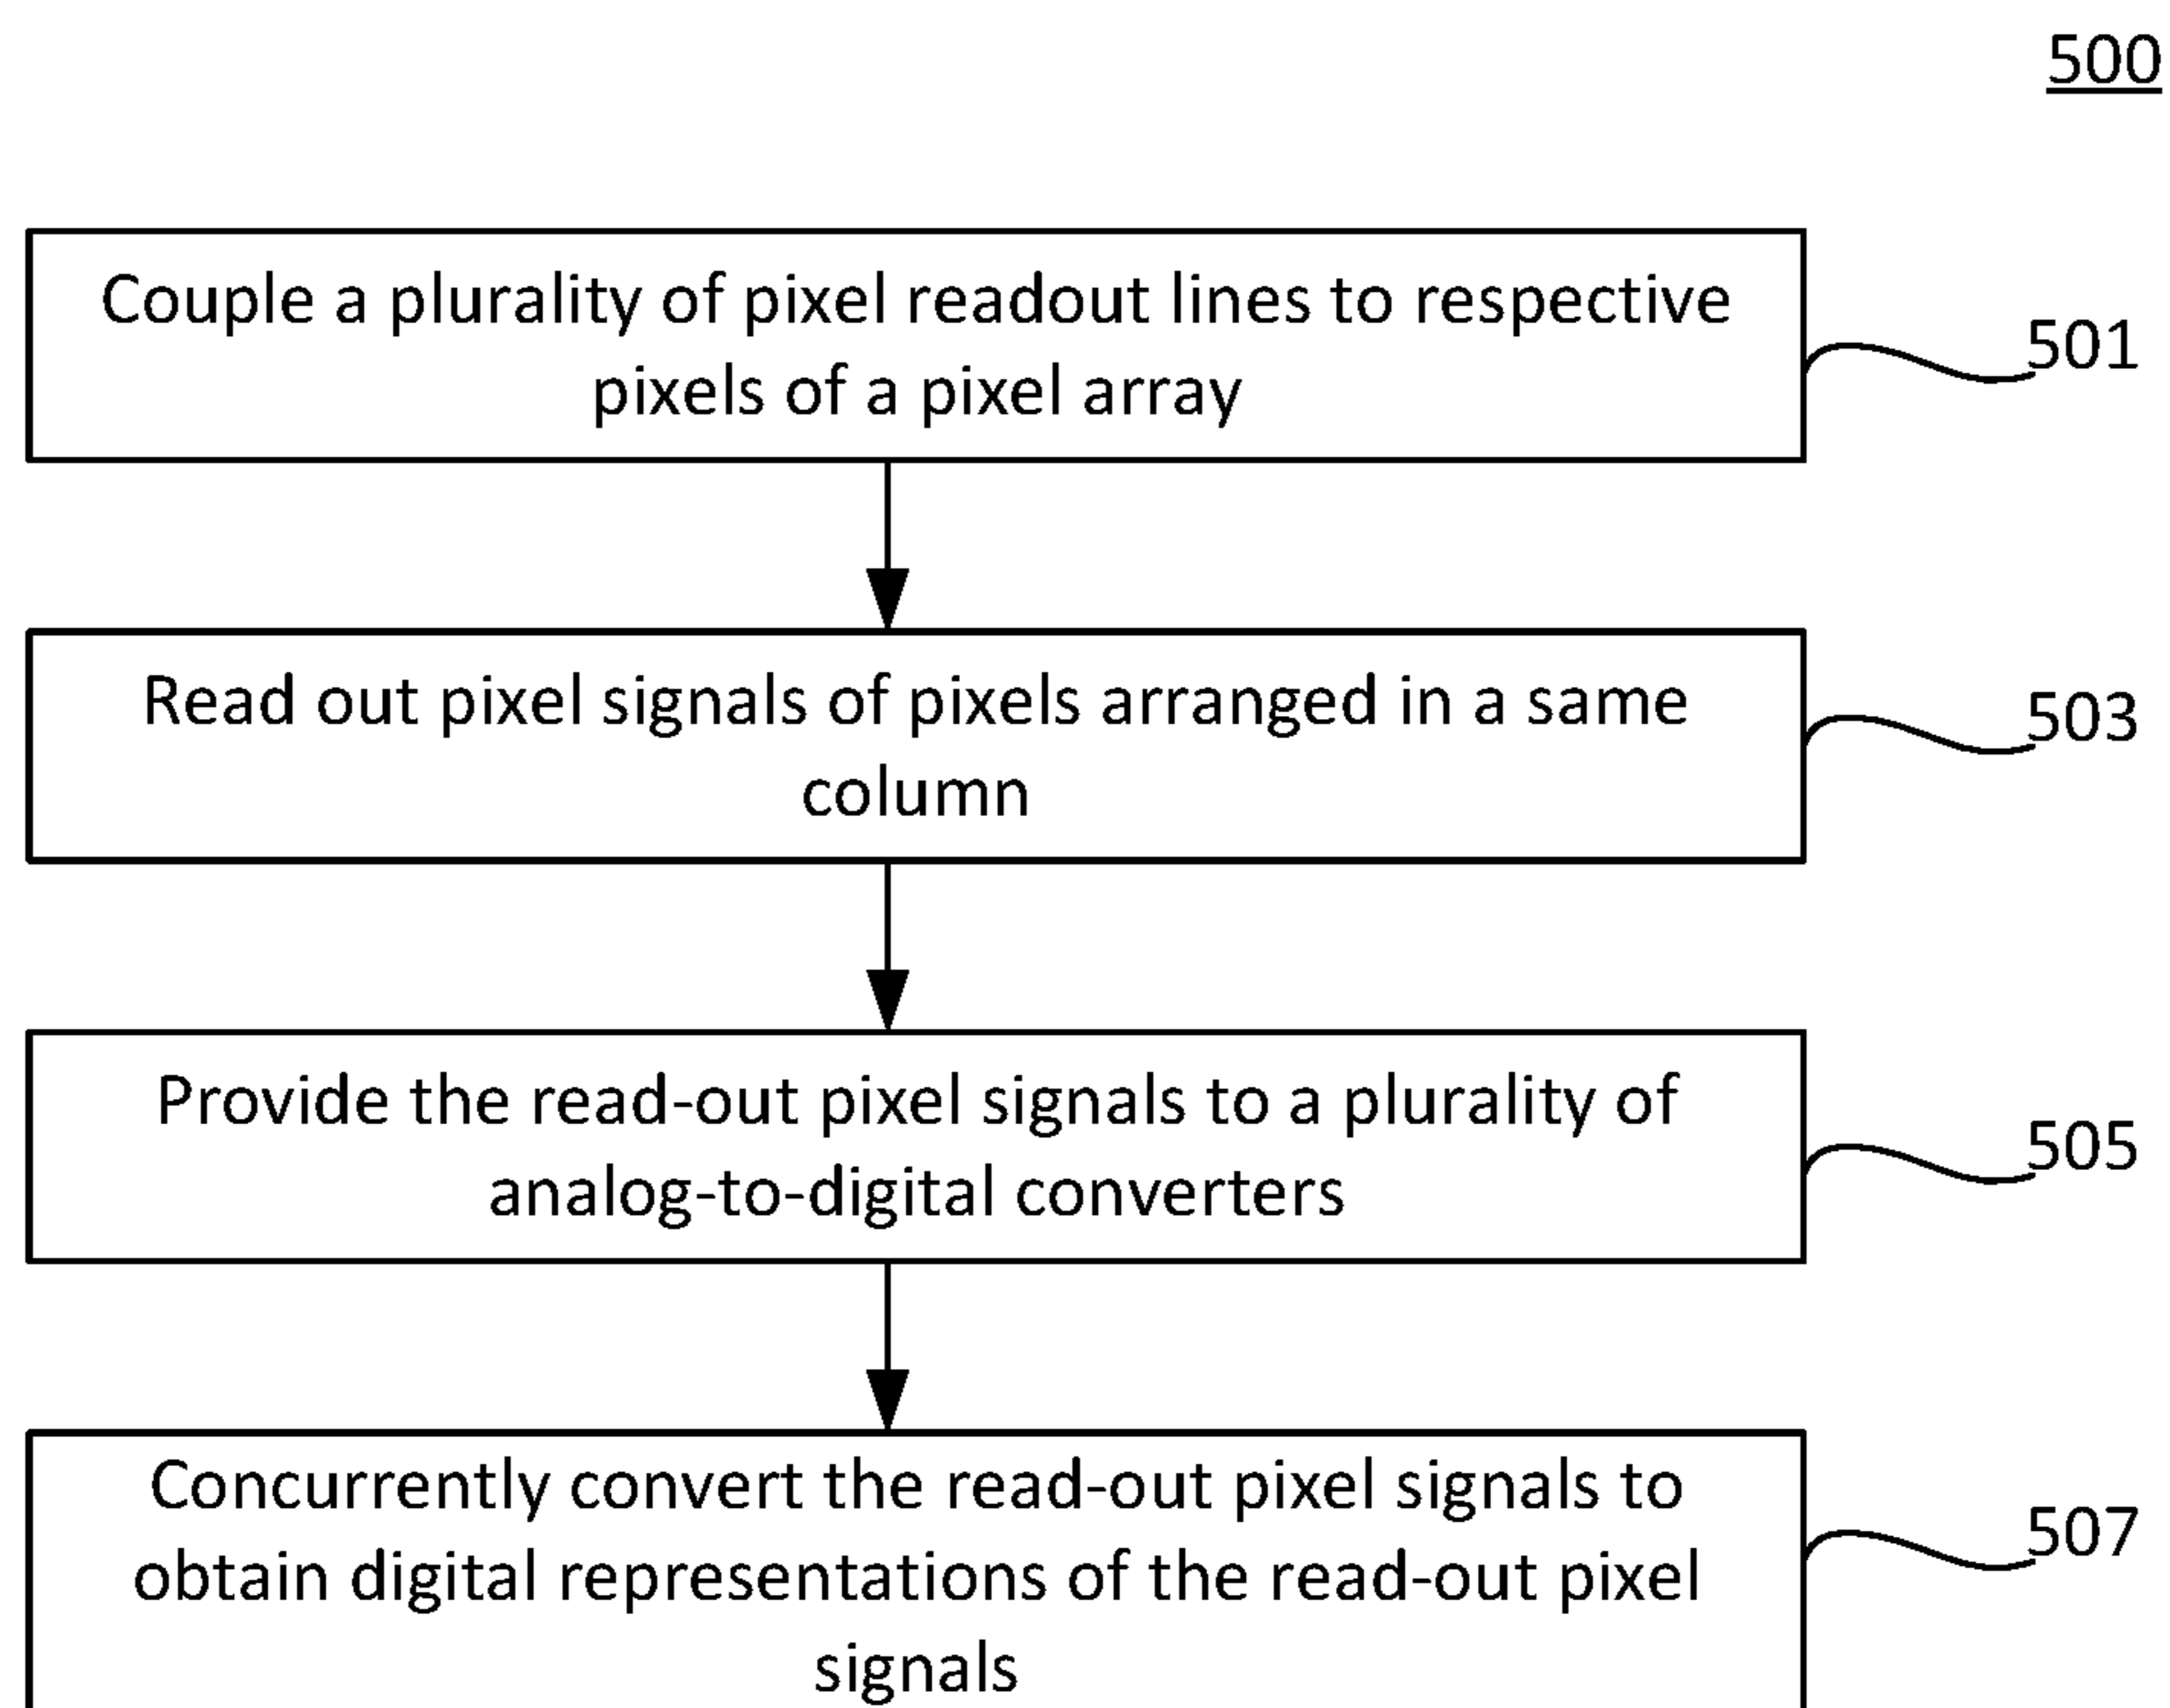 500
Couple a plurality of pixel readout lines to respective
pixels of a pixel array
501
Read out pixel signals of pixels arranged in a same
column
503
Provide the read-out pixel signals to a plurality of
analog-to-digital converters
505
Concurrently convert the read-out pixel signals to
obtain digital representations of the read-out pixel
signals
507